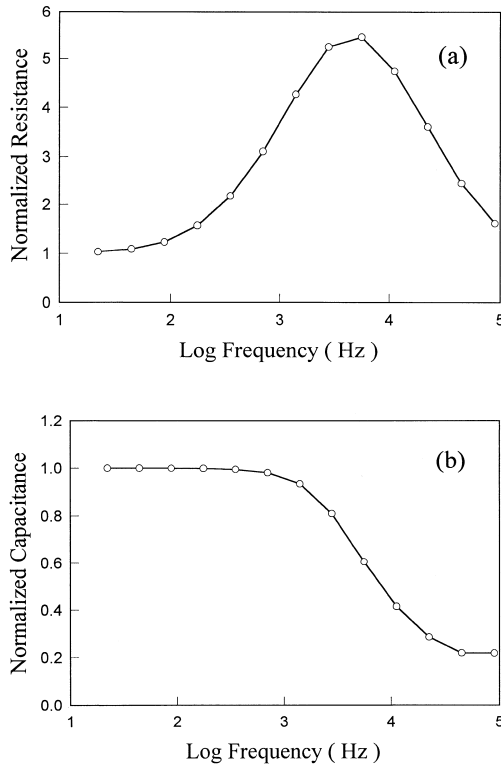 6
5
4
3
2
1
0
Normalized Resistance
(a)
1 2 3 4 5
Log Frequency ( Hz )
1.2
1.0
0.8
0.6
0.4
0.2
0.0
Normalized Capacitance
(b)
1 2 3 4 5
Log Frequency ( Hz )